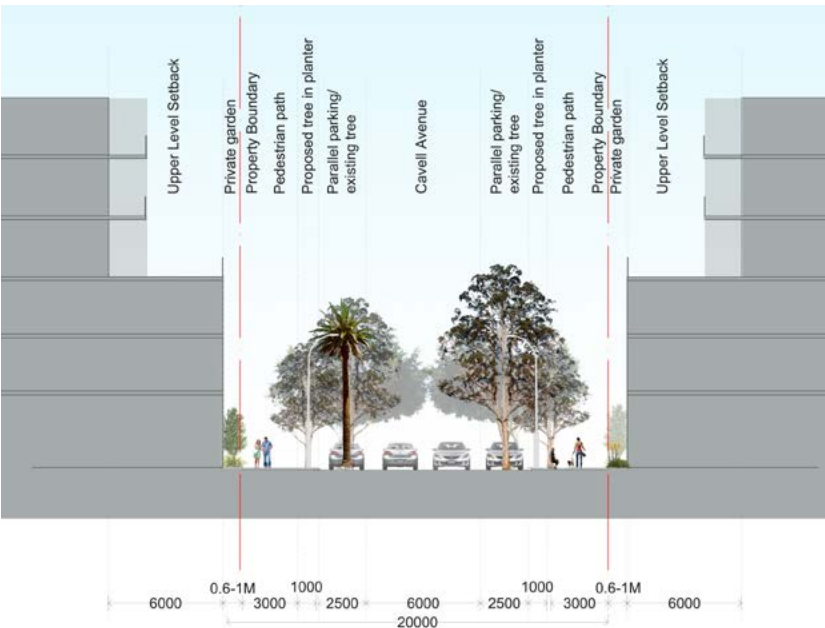 Upper Level Setback
Private garden
Property Boundary
Pedestrian path
Proposed tree in planter
Parallel parking/
existing tree
Cavell Avenue
Parallel parking/
existing tree
Proposed tree in planter
Pedestrian path
Property Boundary
Private garden
Upper Level Setback
0.6-1M 1000 1000 0.6-1M
6000 3000 2500 6000 2500 3000 6000
20000